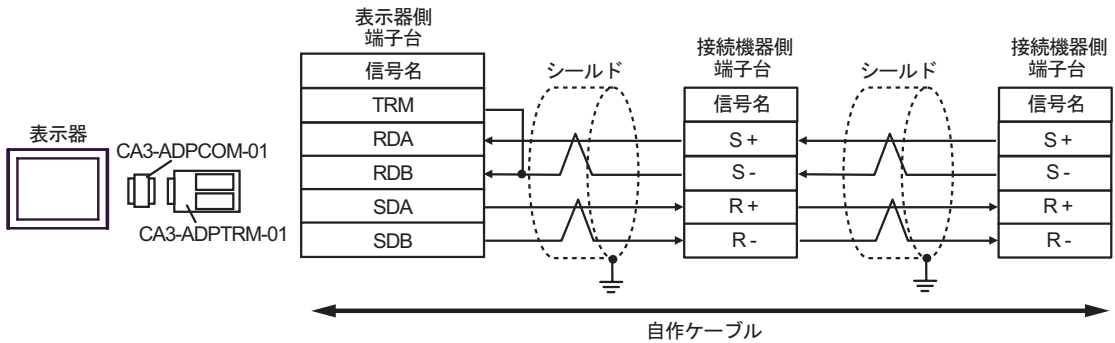 表示器
CA3-ADPCOM-01
CA3-ADPTRM-01
表示器側
端子台
信号名
TRM
RDA
RDB
SDA
SDB
シールド
接続機器側
端子台
信号名
S+
S-
R+
R-
シールド
接続機器側
端子台
信号名
S+
S-
R+
R-
自作ケーブル